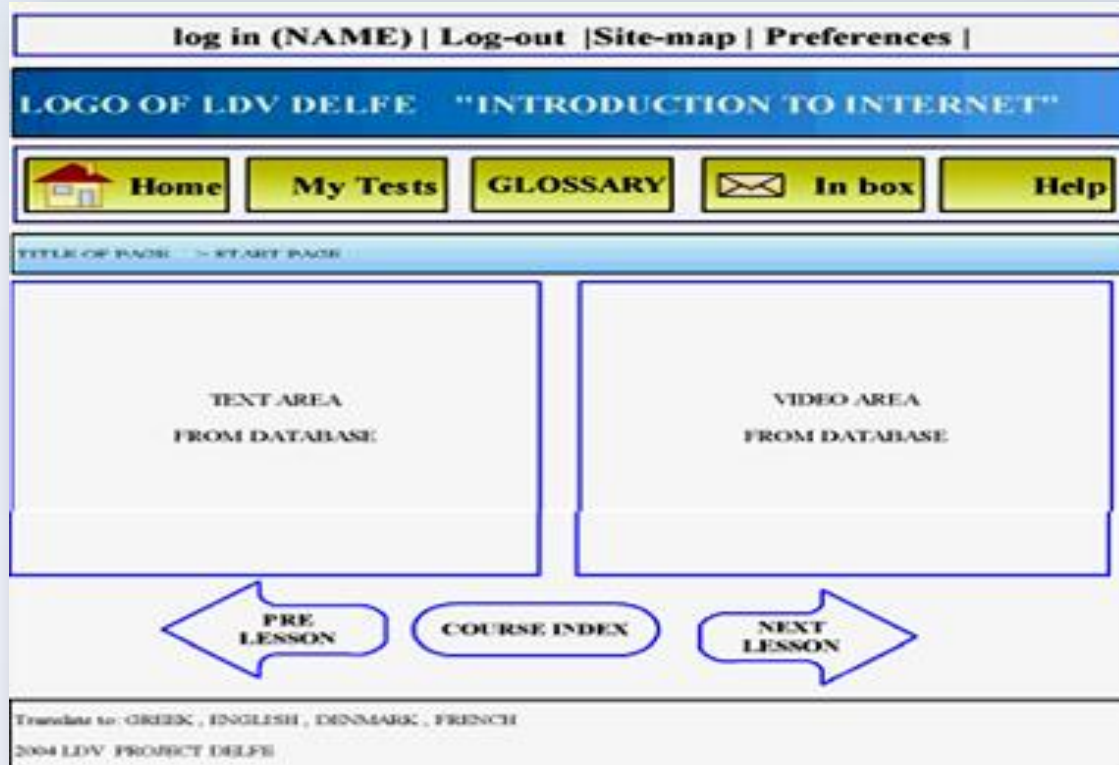 log in (NAME) | Log-out |Site-map | Preferences |
LOGO OF LDV DELFE "INTRODUCTION TO INTERNET"
Home
My Tests
GLOSSARY
In box
Help
TITLE OF PAGE :- START PAGE
TEXT AREA
FROM DATABASE
VIDEO AREA
FROM DATABASE
PRE
LESSON
COURSE INDEX
NEXT
LESSON
Translate to: GREEK , ENGLISH , DENMARK , FRENCH
2004 LDV PROJECT DELFE